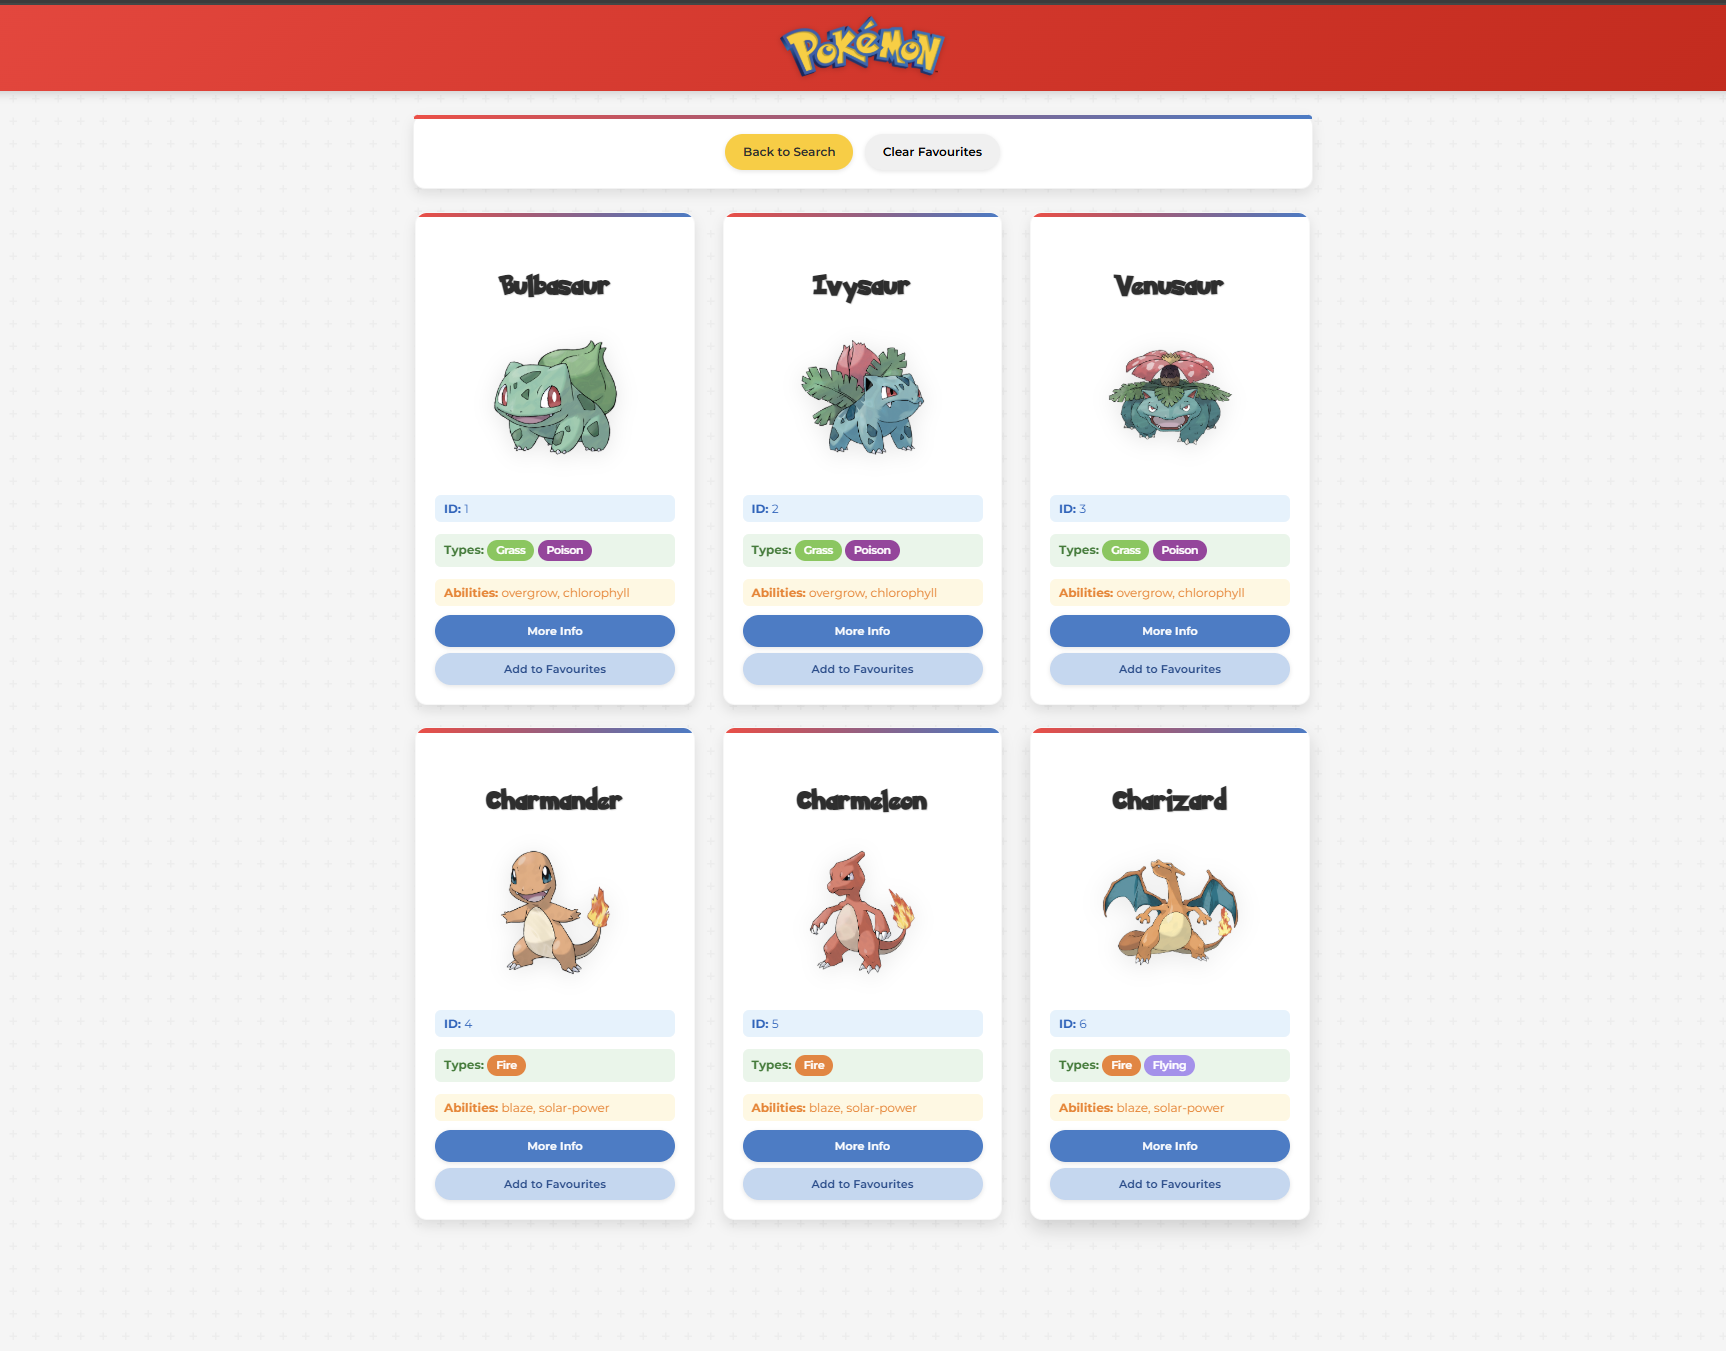 Pokémon
Back to Search Clear Favourites
Bulbasaur
ID: 1
Types: Grass Poison
Abilities: overgrow, chlorophyll
More Info
Add to Favourites
Ivysaur
ID: 2
Types: Grass Poison
Abilities: overgrow, chlorophyll
More Info
Add to Favourites
Venusaur
ID: 3
Types: Grass Poison
Abilities: overgrow, chlorophyll
More Info
Add to Favourites
Charmander
ID: 4
Types: Fire
Abilities: blaze, solar-power
More Info
Add to Favourites
Charmeleon
ID: 5
Types: Fire
Abilities: blaze, solar-power
More Info
Add to Favourites
Charizard
ID: 6
Types: Fire Flying
Abilities: blaze, solar-power
More Info
Add to Favourites